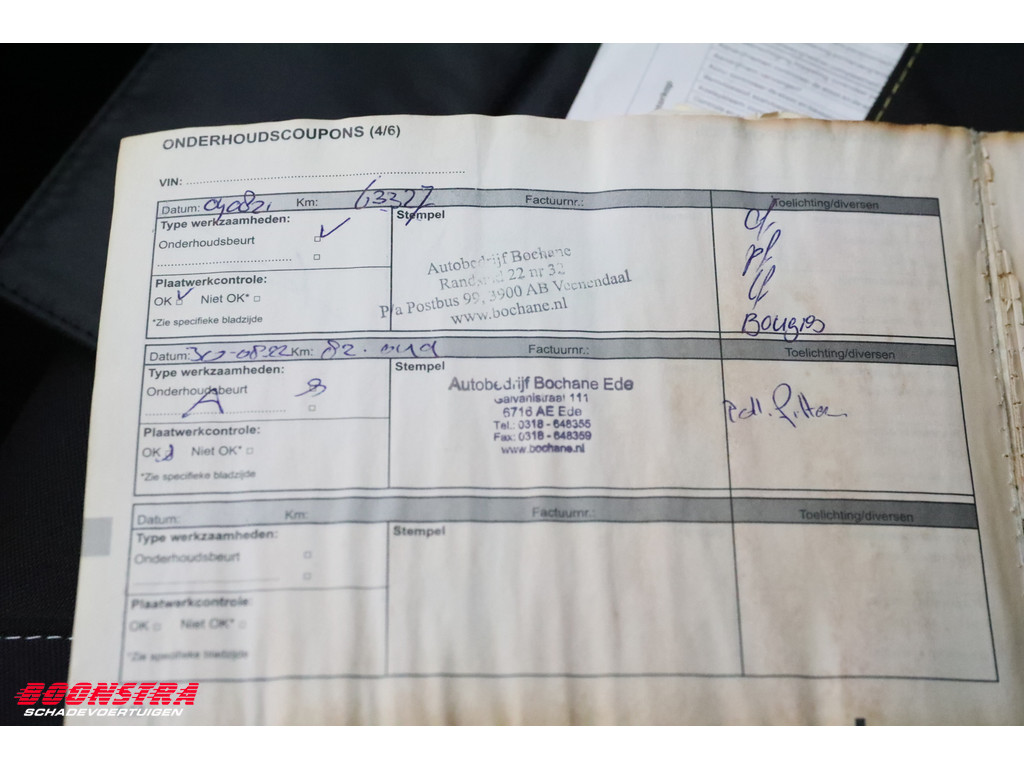 ONDERHOUDSCOUPONS (4/6)
VIN:
Datum: Km: 63327 Factuurnr.: Toelichting/diversen
Type werkzaamheden: Stempel
Onderhoudsbeurt
Plaatwerkcontrole:
OK Niet OK*
*Zie specifieke bladzijde
Autobedrijf Bochane
Randstad 22 nr 32
P/a Postbus 99, 3900 AB Veenendaal
www.bochane.nl
Bougies
Datum: 30-08-22 Km: 82. Factuurnr.: Toelichting/diversen
Type werkzaamheden: Stempel
Onderhoudsbeurt
A
Plaatwerkcontrole:
OK Niet OK*
*Zie specifieke bladzijde
Autobedrijf Bochane Ede
Galvanistraat 111
6716 AE Ede
Tel.: 0318 - 648355
Fax: 0318 - 648359
www.bochane.nl
Datum: Km: Factuurnr.: Toelichting/diversen
Type werkzaamheden: Stempel
Onderhoudsbeurt
Plaatwerkcontrole:
OK Niet OK*
*Zie specifieke bladzijde
BOONSTRA
SCHADEVOERTUIGEN